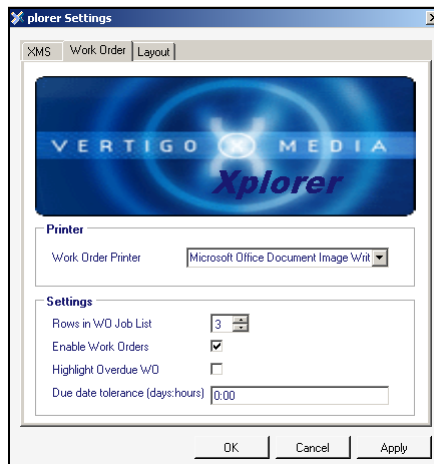 plorer Settings
XMS Work Order Layout
VERTIGO X MEDIA
Xplorer
Printer
Work Order Printer Microsoft Office Document Image Writ
Settings
Rows in WO Job List 3
Enable Work Orders
Highlight Overdue WO
Due date tolerance (days:hours) 0:00
OK Cancel Apply